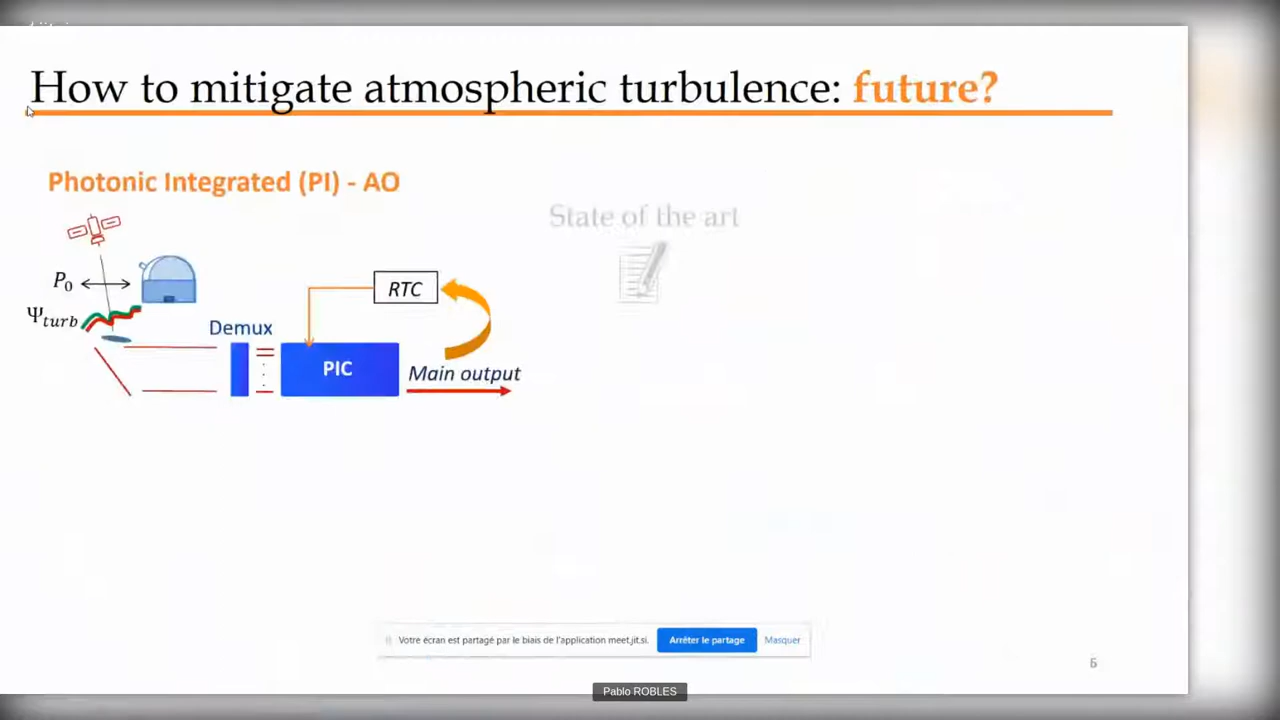 How to mitigate atmospheric turbulence: future?
Photonic Integrated (PI) - AO
State of the art
P₀
RTC
Ψturb
Demux
PIC
Main output
Votre écran est partagé par le biais de l'application meet.jit.si.
Arrêter le partage
Masquer
6
Pablo ROBLES